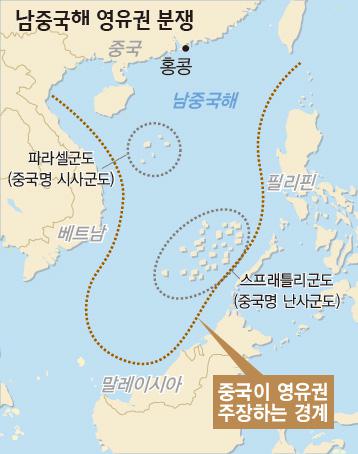 남중국해 영유권 분쟁
중국
홍콩
남중국해
파라셀군도
(중국명 시사군도)
필리핀
베트남
스프래틀리군도
(중국명 난사군도)
말레이시아
중국이 영유권
주장하는 경계